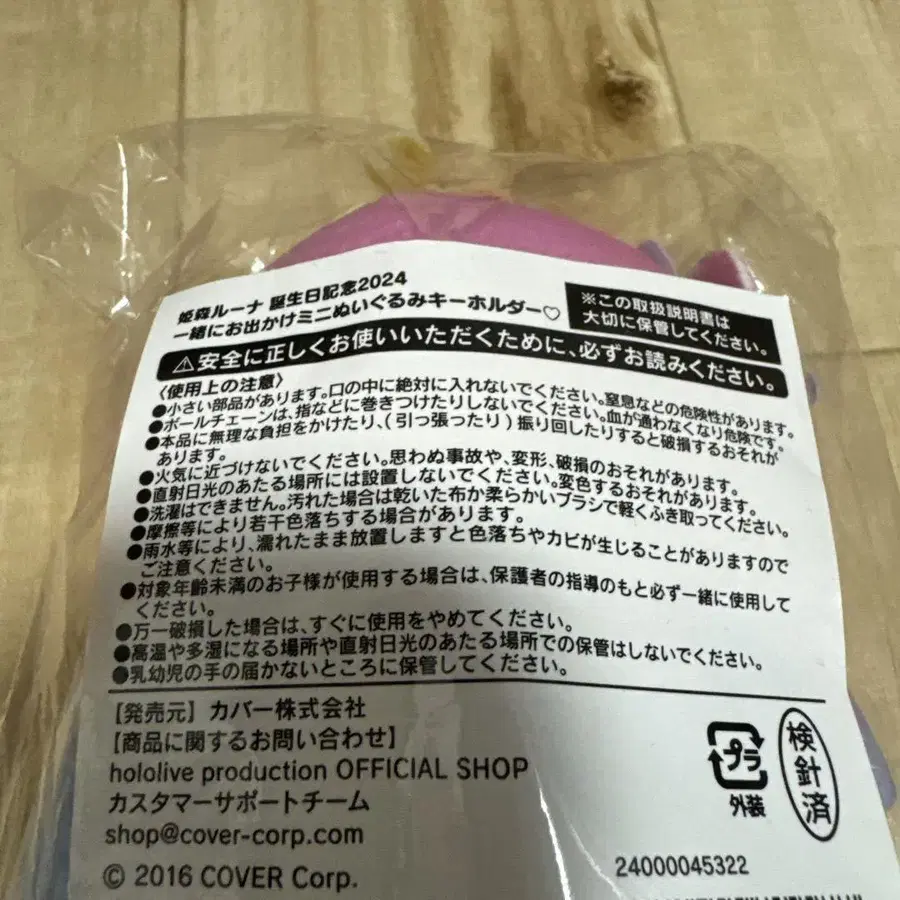 姫森ルーナ 誕生日記念2024
一緒にお出かけミニぬいぐるみキーホルダー♡
※この取扱説明書は
大切に保管してください。
⚠安全に正しくお使いいただくために、必ずお読みください。
〈使用上の注意〉
●小さい部品があります。口の中に絶対に入れないでください。窒息などの危険性があります。
●ボールチェーンは、指などに巻きつけたりしないでください。血が通わなくなり危険です。
●本品に無理な負担をかけたり、(引っ張ったり)振り回したりすると破損するおそれが
あります。
●火気に近づけないでください。思わぬ事故や、変形、破損のおそれがあります。
●直射日光のあたる場所には設置しないでください。変色するおそれがあります。
●洗濯はできません。汚れた場合は乾いた布か柔らかいブラシで軽くふき取ってください。
●摩擦等により若干色落ちする場合があります。
●雨水等により、濡れたまま放置しますと色落ちやカビが生じることがありますので
ご注意ください。
●対象年齢未満のお子様が使用する場合は、保護者の指導のもと必ず一緒に使用して
ください。
●万一破損した場合は、すぐに使用をやめてください。
●高温や多湿になる場所や直射日光のあたる場所での保管はしないでください。
●乳幼児の手の届かないところに保管してください。
【発売元】カバー株式会社
【商品に関するお問い合わせ】
hololive production OFFICIAL SHOP
カスタマーサポートチーム
shop@cover-corp.com
© 2016 COVER Corp.
プラ
外装
検針済
24000045322